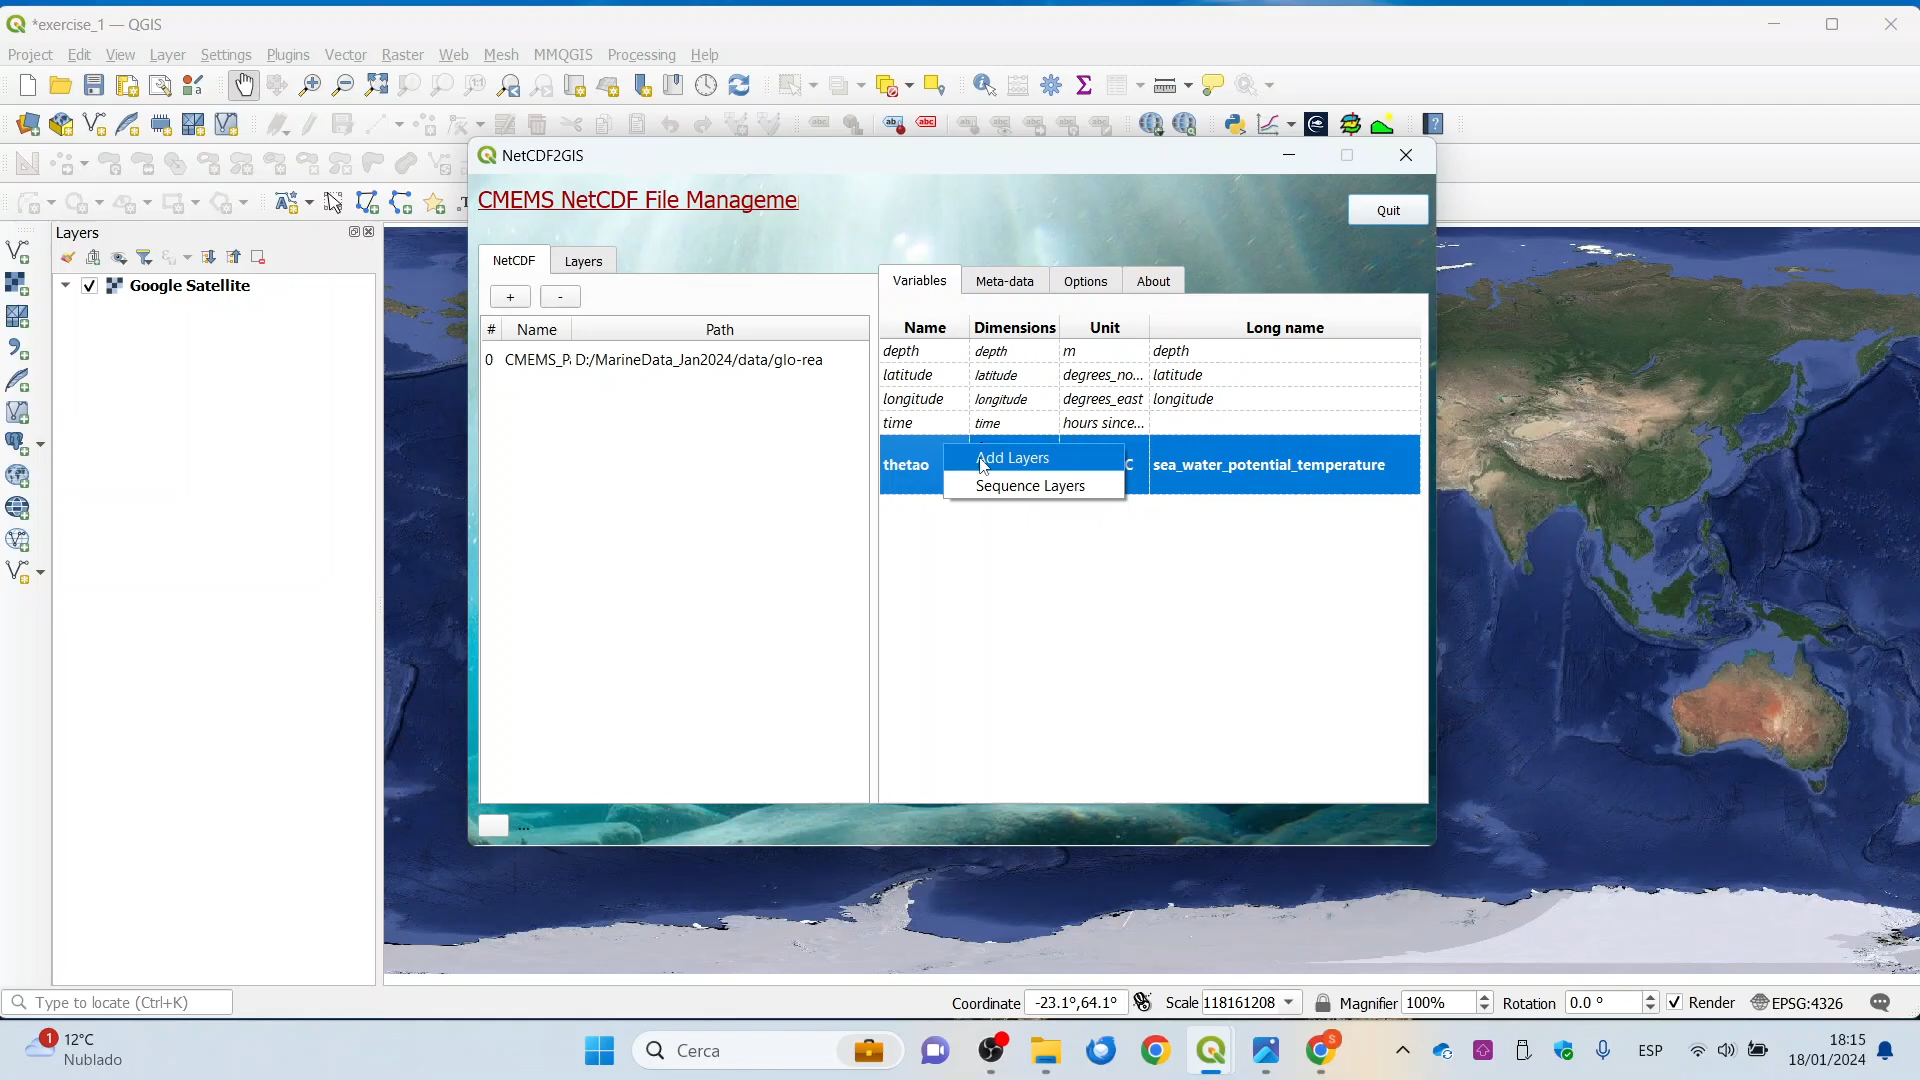 *exercise_1 — QGIS
Project Edit View Layer Settings Plugins Vector Raster Web Mesh MMQGIS Processing Help
NetCDF2GIS
CMEMS NetCDF File Manageme
Quit
Layers
Google Satellite
NetCDF Layers
+ -
# Name Path
0 CMEMS_P. D:/MarineData_Jan2024/data/glo-rea
Variables Meta-data Options About
Name Dimensions Unit Long name
depth depth m depth
latitude latitude degrees_no... latitude
longitude longitude degrees_east longitude
time time hours since...
thetao C sea_water_potential_temperature
Add Layers
Sequence Layers
...
Type to locate (Ctrl+K)
Coordinate -23.1°,64.1° Scale 118161208 Magnifier 100% Rotation 0.0 ° Render EPSG:4326
1 12°C
Nublado
Cerca
S
ESP
18:15
18/01/2024